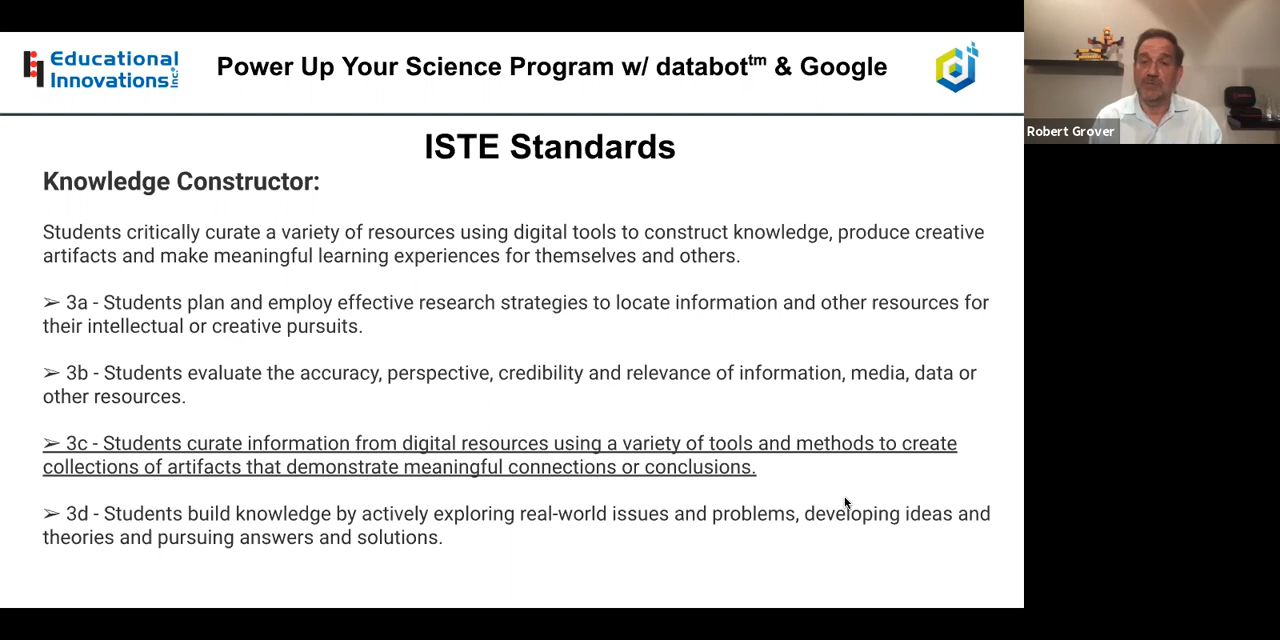 Educational
Innovations Inc®
Power Up Your Science Program w/ databot™ & Google
Robert Grover
ISTE Standards
Knowledge Constructor:
Students critically curate a variety of resources using digital tools to construct knowledge, produce creative
artifacts and make meaningful learning experiences for themselves and others.
➢ 3a - Students plan and employ effective research strategies to locate information and other resources for
their intellectual or creative pursuits.
➢ 3b - Students evaluate the accuracy, perspective, credibility and relevance of information, media, data or
other resources.
➢ 3c - Students curate information from digital resources using a variety of tools and methods to create
collections of artifacts that demonstrate meaningful connections or conclusions.
➢ 3d - Students build knowledge by actively exploring real-world issues and problems, developing ideas and
theories and pursuing answers and solutions.